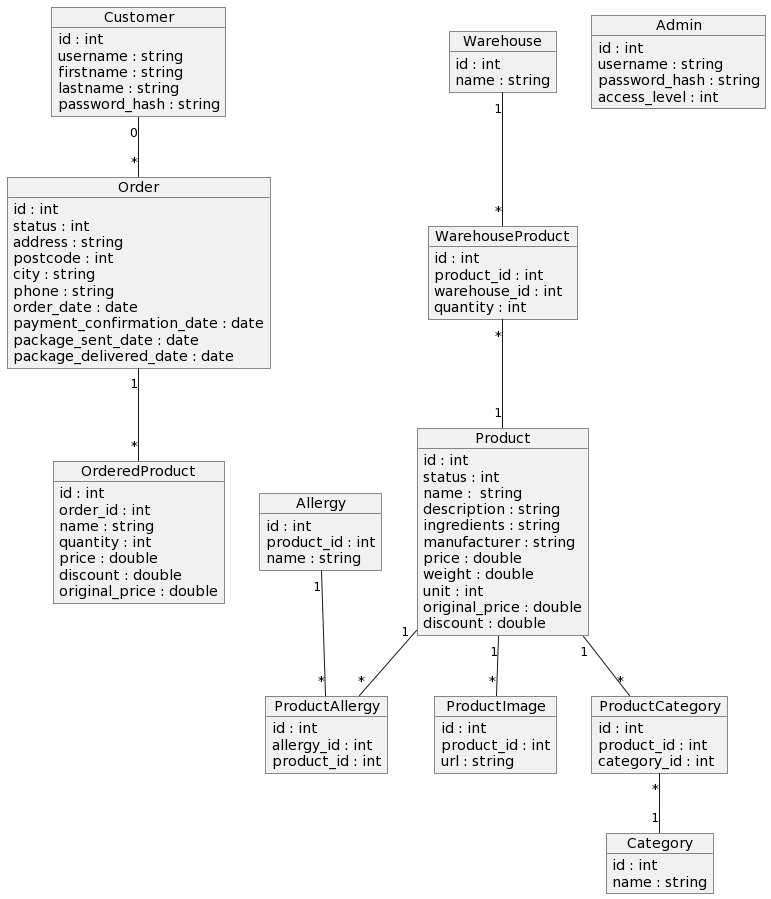 Customer
id : int
username : string
firstname : string
lastname : string
password_hash : string
0
*
Order
id : int
status : int
address : string
postcode : int
city : string
phone : string
order_date : date
payment_confirmation_date : date
package_sent_date : date
package_delivered_date : date
1
*
OrderedProduct
id : int
order_id : int
name : string
quantity : int
price : double
discount : double
original_price : double
Warehouse
id : int
name : string
1
*
WarehouseProduct
id : int
product_id : int
warehouse_id : int
quantity : int
*
1
Product
id : int
status : int
name :  string
description : string
ingredients : string
manufacturer : string
price : double
weight : double
unit : int
original_price : double
discount : double
Admin
id : int
username : string
password_hash : string
access_level : int
Allergy
id : int
product_id : int
name : string
1
*
1
*
1
*
1
*
ProductAllergy
id : int
allergy_id : int
product_id : int
ProductImage
id : int
product_id : int
url : string
ProductCategory
id : int
product_id : int
category_id : int
*
1
Category
id : int
name : string